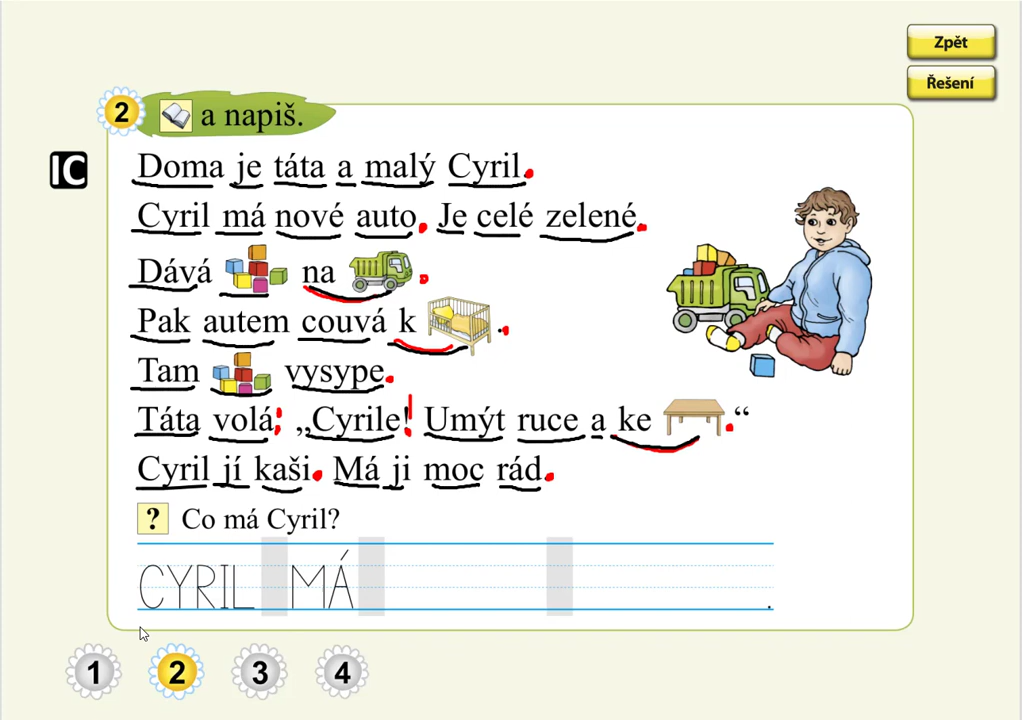 Zpět
Řešení
2 a napiš.
IC
Doma je táta a malý Cyril.
Cyril má nové auto. Je celé zelené.
Dává na .
Pak autem couvá k .
Tam vysype.
Táta volá: „Cyrile! Umýt ruce a ke .“
Cyril jí kaši. Má ji moc rád.
? Co má Cyril?
CYRIL MÁ .
1 2 3 4